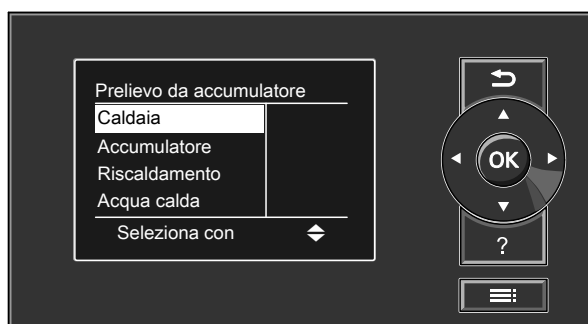 Prelievo da accumulatore
Caldaia
Accumulatore
Riscaldamento
Acqua calda
Seleziona con
OK
?